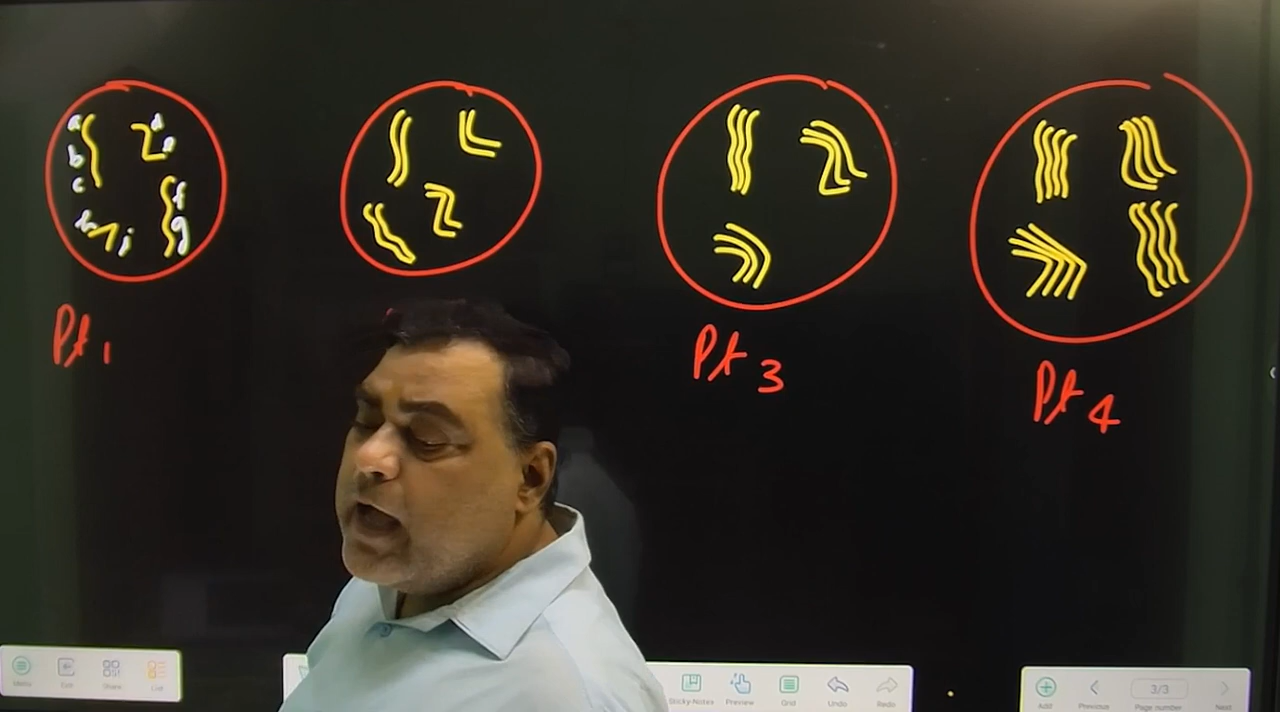 a
b
c
d
e
f
g
h
i
Pt 1
Pt 3
Pt 4
Menu
Exit
Share
List
Sticky-Notes
Preview
Grid
Undo
Redo
Add
Previous
3/3
Page number
Next